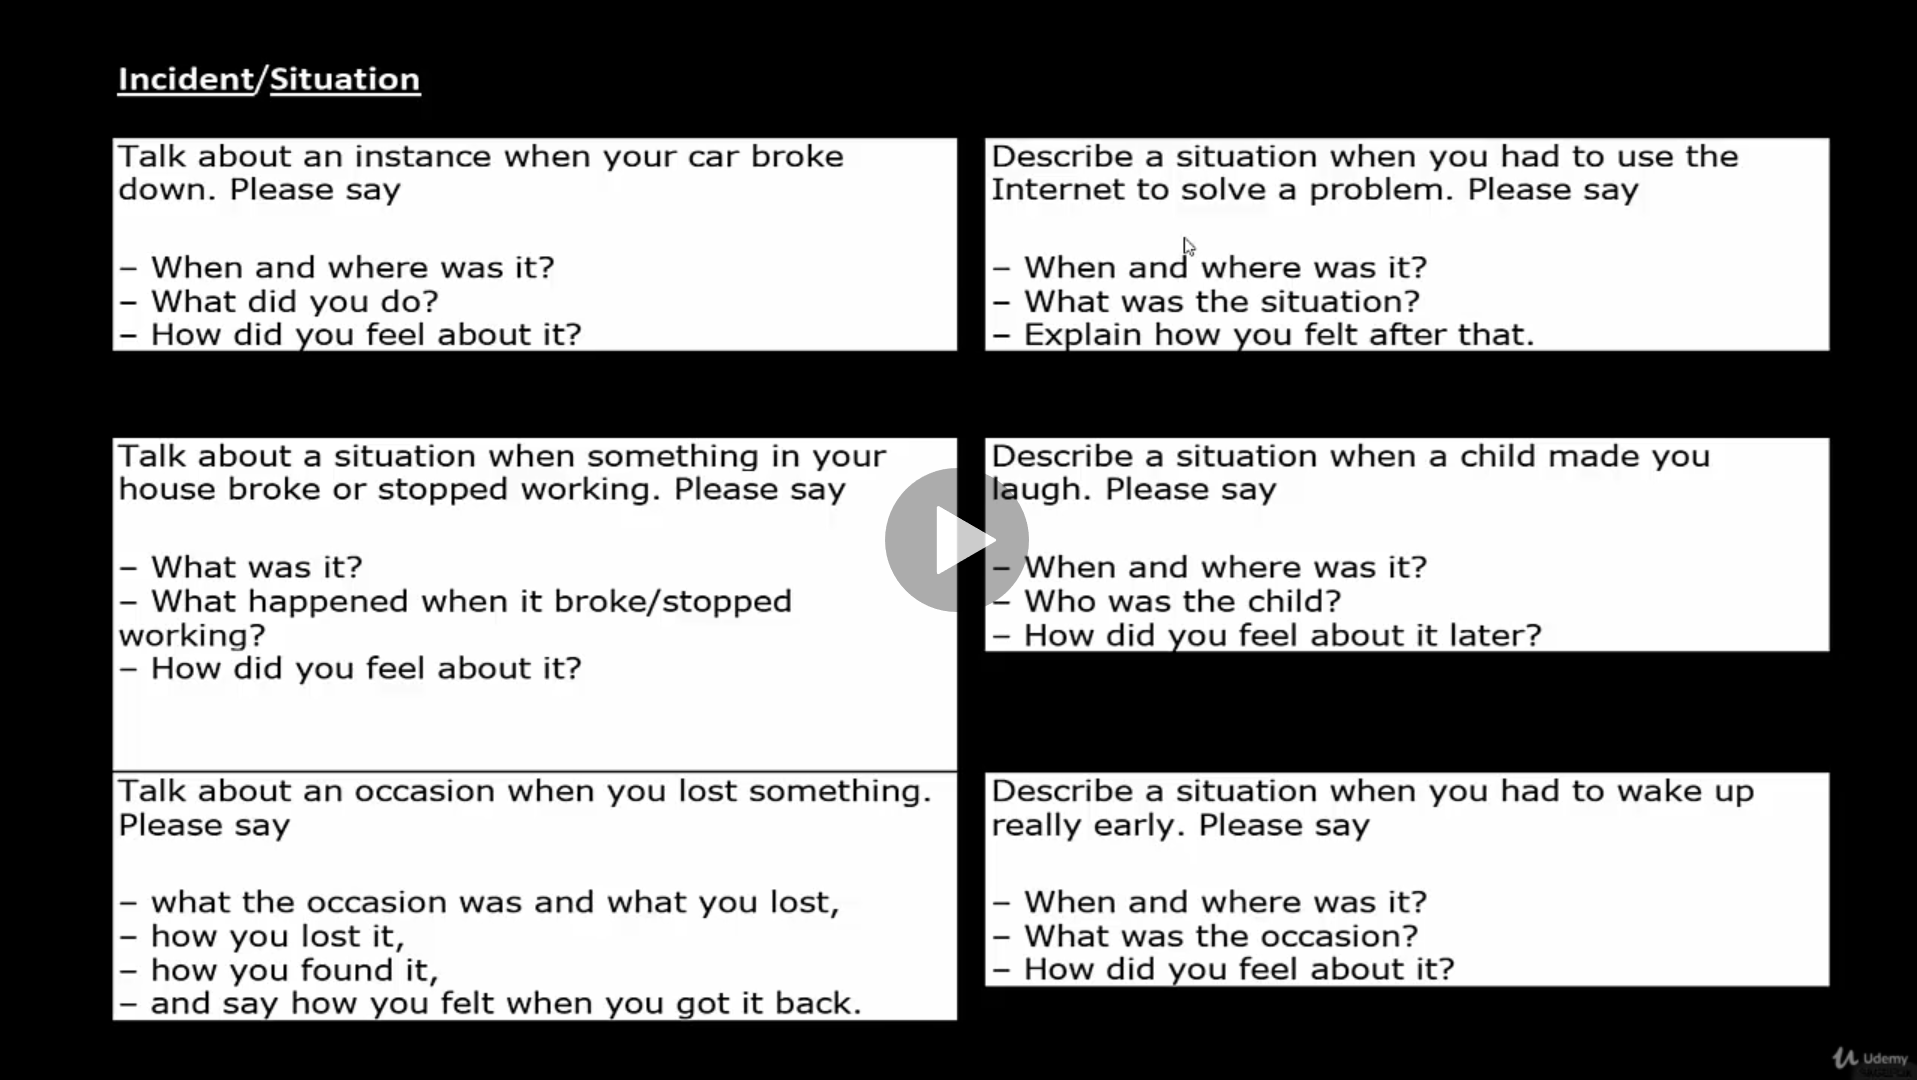 Incident/Situation
Talk about an instance when your car broke
down. Please say
– When and where was it?
– What did you do?
– How did you feel about it?
Describe a situation when you had to use the
Internet to solve a problem. Please say
– When and where was it?
– What was the situation?
– Explain how you felt after that.
Talk about a situation when something in your
house broke or stopped working. Please say
– What was it?
– What happened when it broke/stopped
working?
– How did you feel about it?
Describe a situation when a child made you
laugh. Please say
– When and where was it?
– Who was the child?
– How did you feel about it later?
Talk about an occasion when you lost something.
Please say
– what the occasion was and what you lost,
– how you lost it,
– how you found it,
– and say how you felt when you got it back.
Describe a situation when you had to wake up
really early. Please say
– When and where was it?
– What was the occasion?
– How did you feel about it?
Udemy